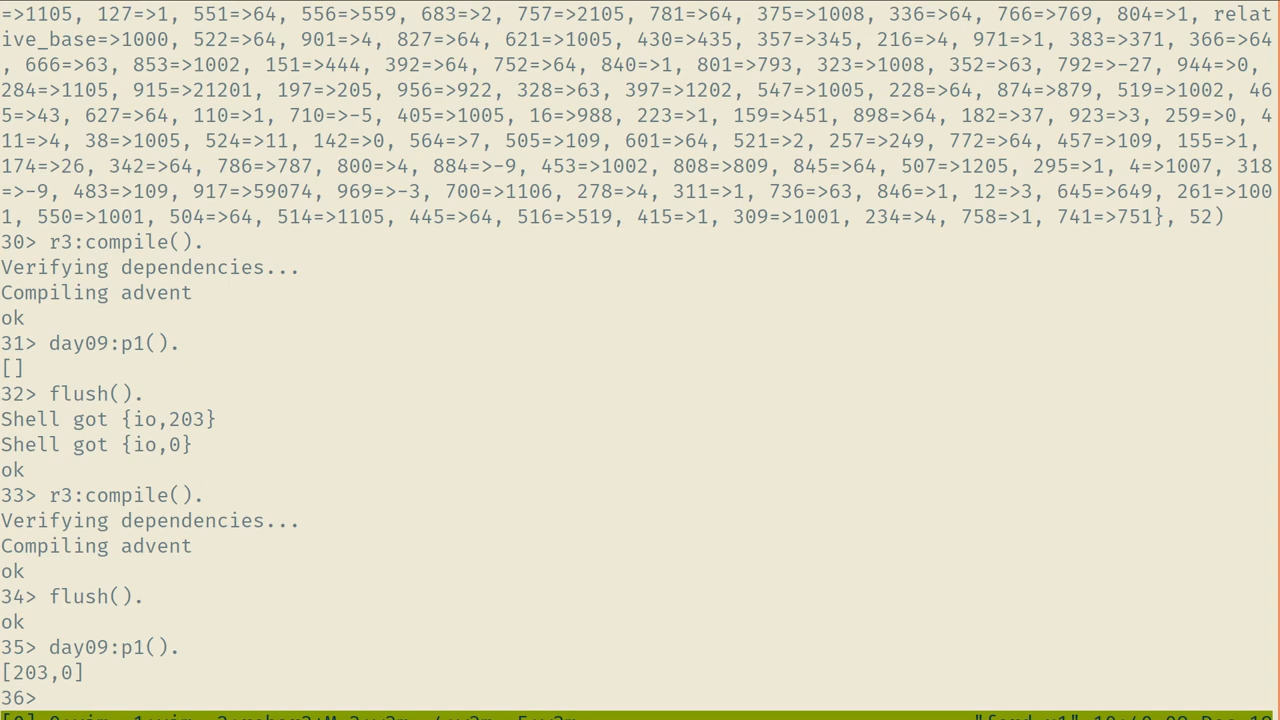 =>1105, 127=>1, 551=>64, 556=>559, 683=>2, 757=>2105, 781=>64, 375=>1008, 336=>64, 766=>769, 804=>1, relat
ive_base=>1000, 522=>64, 901=>4, 827=>64, 621=>1005, 430=>435, 357=>345, 216=>4, 971=>1, 383=>371, 366=>64
, 666=>63, 853=>1002, 151=>444, 392=>64, 752=>64, 840=>1, 801=>793, 323=>1008, 352=>63, 792=>-27, 944=>0,
284=>1105, 915=>21201, 197=>205, 956=>922, 328=>63, 397=>1202, 547=>1005, 228=>64, 874=>879, 519=>1002, 46
5=>43, 627=>64, 110=>1, 710=>-5, 405=>1005, 16=>988, 223=>1, 159=>451, 898=>64, 182=>37, 923=>3, 259=>0, 4
11=>4, 38=>1005, 524=>11, 142=>0, 564=>7, 505=>109, 601=>64, 521=>2, 257=>249, 772=>64, 457=>109, 155=>1,
174=>26, 342=>64, 786=>787, 800=>4, 884=>-9, 453=>1002, 808=>809, 845=>64, 507=>1205, 295=>1, 4=>1007, 318
=>-9, 483=>109, 917=>59074, 969=>-3, 700=>1106, 278=>4, 311=>1, 736=>63, 846=>1, 12=>3, 645=>649, 261=>100
1, 550=>1001, 504=>64, 514=>1105, 445=>64, 516=>519, 415=>1, 309=>1001, 234=>4, 758=>1, 741=>751}, 52)
30> r3:compile().
Verifying dependencies...
Compiling advent
ok
31> day09:p1().
[]
32> flush().
Shell got {io,203}
Shell got {io,0}
ok
33> r3:compile().
Verifying dependencies...
Compiling advent
ok
34> flush().
ok
35> day09:p1().
[203,0]
36>